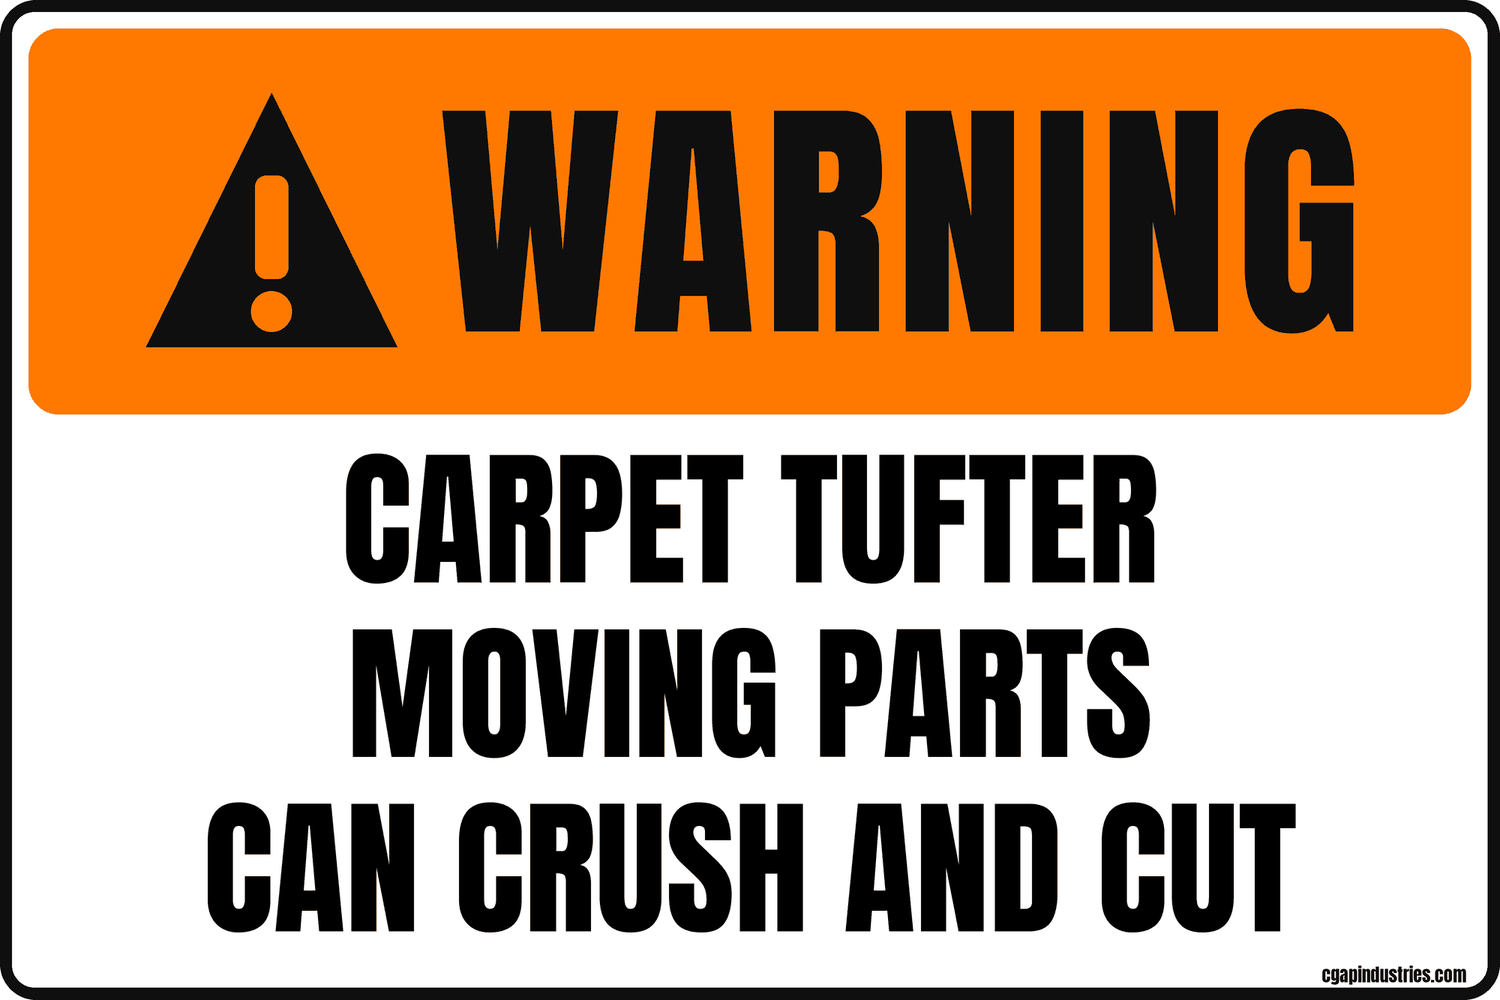 WARNING
CARPET TUFTER
MOVING PARTS
CAN CRUSH AND CUT
cgapindustries.com